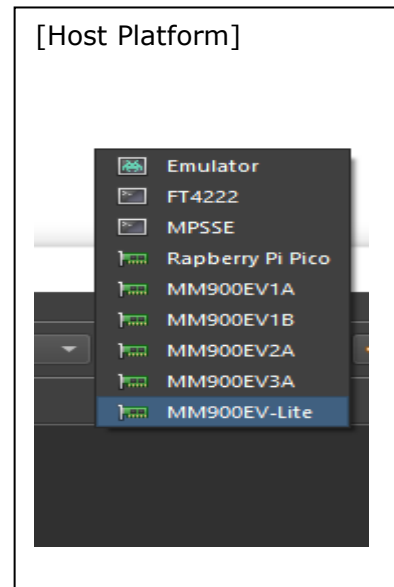 [Host Platform]
Emulator
FT4222
MPSSE
Rapberry Pi Pico
MM900EV1A
MM900EV1B
MM900EV2A
MM900EV3A
MM900EV-Lite